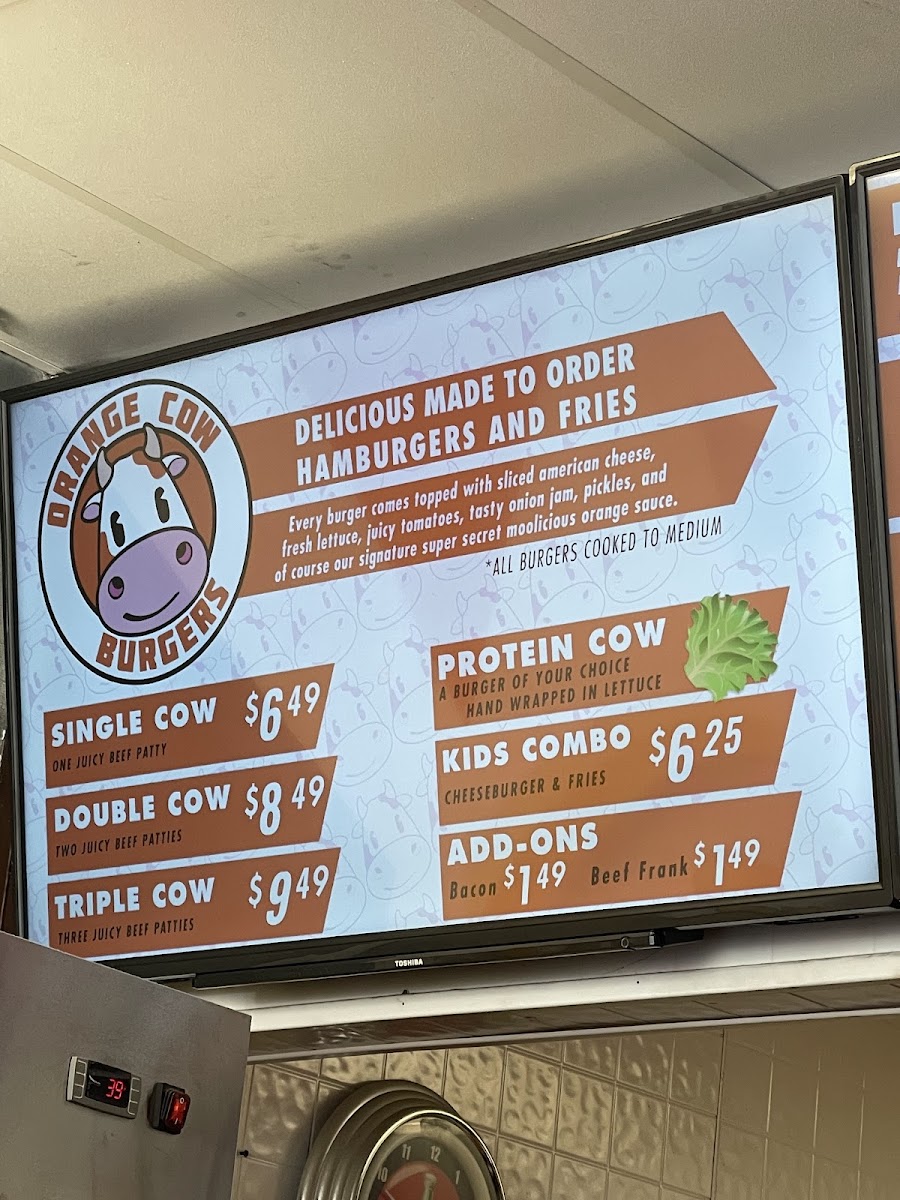 ORANGE COW
BURGERS
DELICIOUS MADE TO ORDER
HAMBURGERS AND FRIES
Every burger comes topped with sliced american cheese,
fresh lettuce, juicy tomatoes, tasty onion jam, pickles, and
of course our signature super secret moolicious orange sauce.
*ALL BURGERS COOKED TO MEDIUM
SINGLE COW $6 49
ONE JUICY BEEF PATTY
DOUBLE COW $8 49
TWO JUICY BEEF PATTIES
TRIPLE COW $9 49
THREE JUICY BEEF PATTIES
PROTEIN COW
A BURGER OF YOUR CHOICE
HAND WRAPPED IN LETTUCE
KIDS COMBO $6 25
CHEESEBURGER & FRIES
ADD-ONS
Bacon $1 49 Beef Frank $1 49
TOSHIBA
39
10 11 12 1